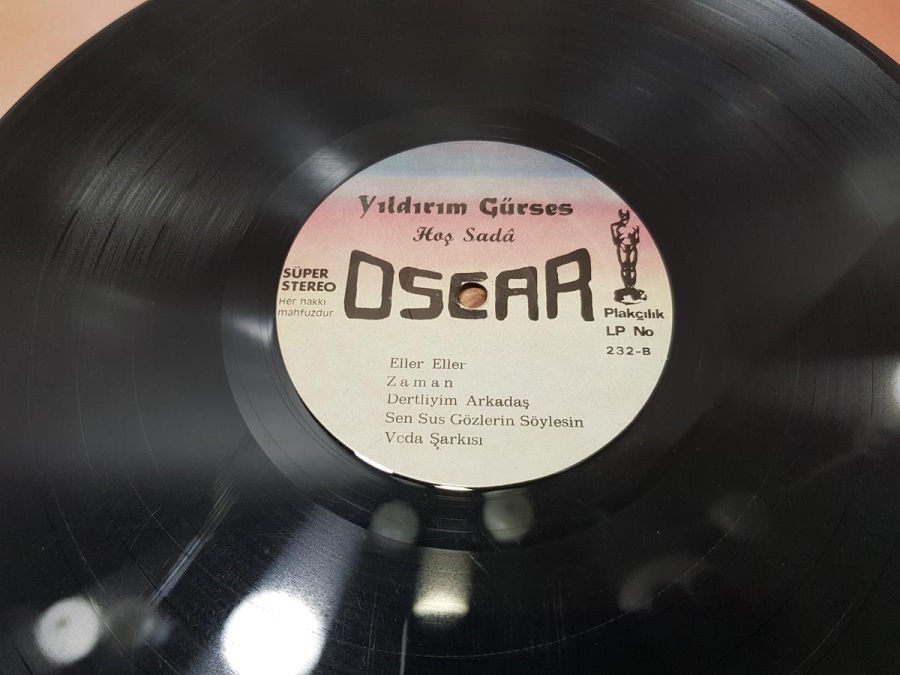 Yıldırım Gürses
Hoş Sadâ
OSCAR
SÜPER
STEREO
Her hakkı
mahfuzdur
Plakçılık
LP No
232-B
Eller Eller
Zaman
Dertliyim Arkadaş
Sen Sus Gözlerin Söylesin
Veda Şarkısı